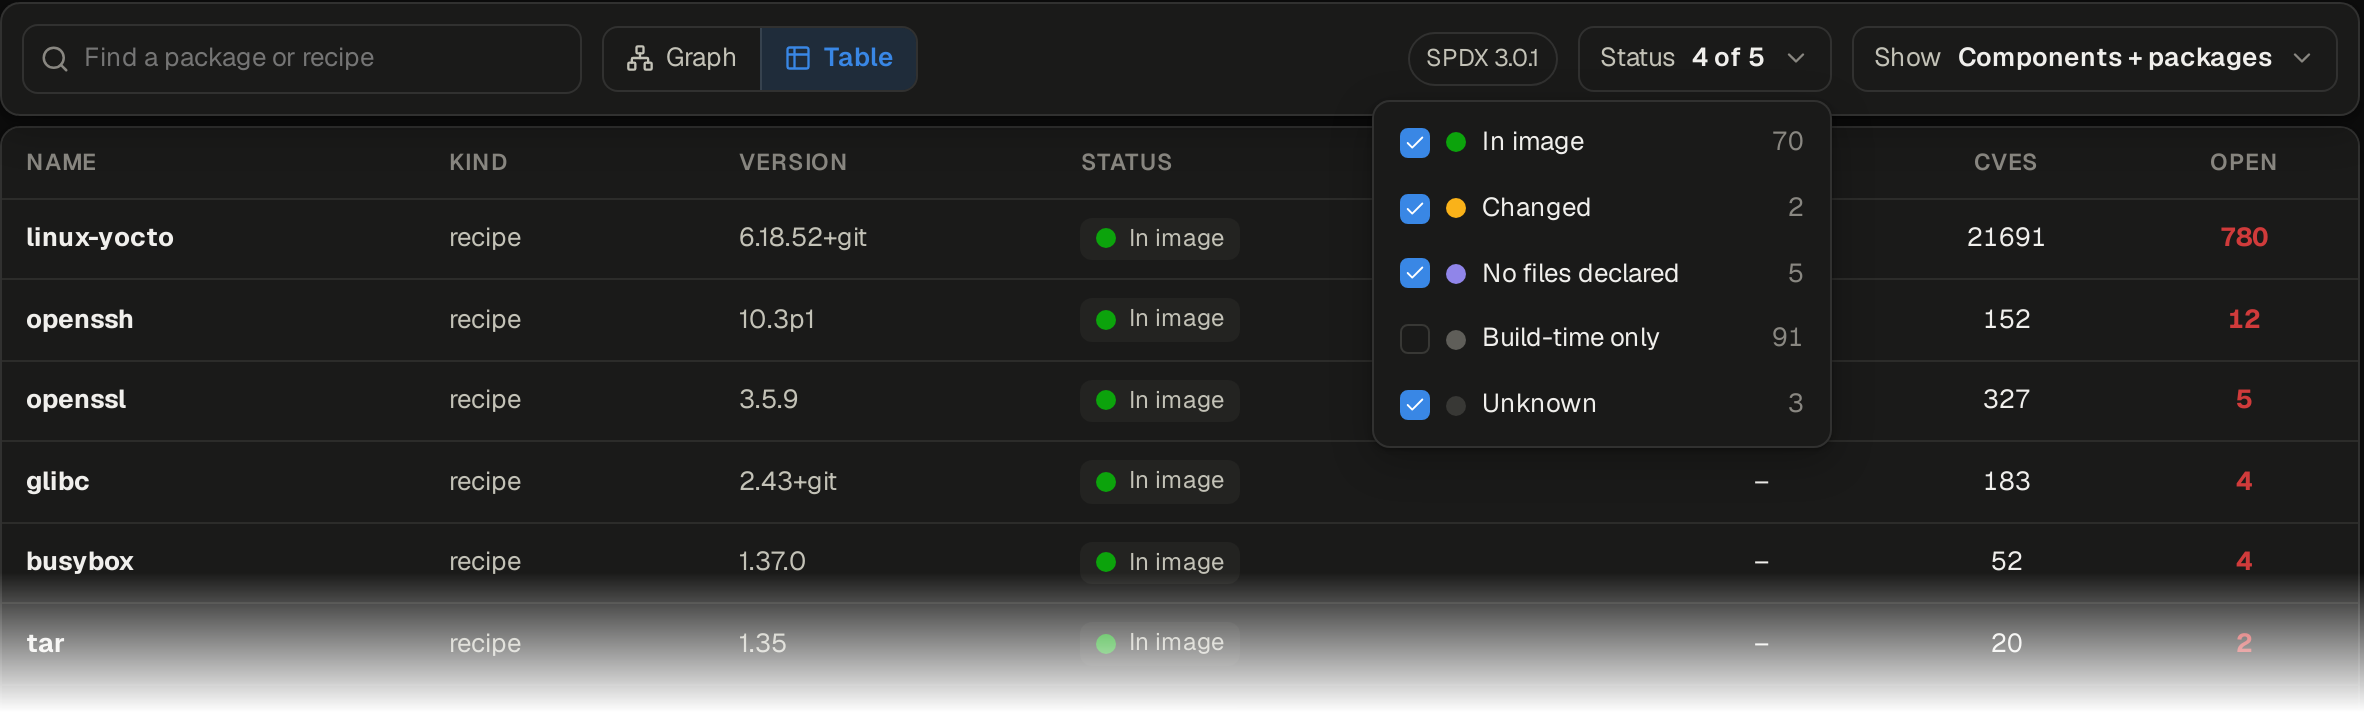 Find a package or recipe Graph Table SPDX 3.0.1 Status 4 of 5 Show Components + packages
In image 70
Changed 2
No files declared 5
Build-time only 91
Unknown 3
NAME KIND VERSION STATUS CVES OPEN
linux-yocto recipe 6.18.52+git In image 21691 780
openssh recipe 10.3p1 In image 152 12
openssl recipe 3.5.9 In image 327 5
glibc recipe 2.43+git In image – 183 4
busybox recipe 1.37.0 In image – 52 4
tar recipe 1.35 In image – 20 2